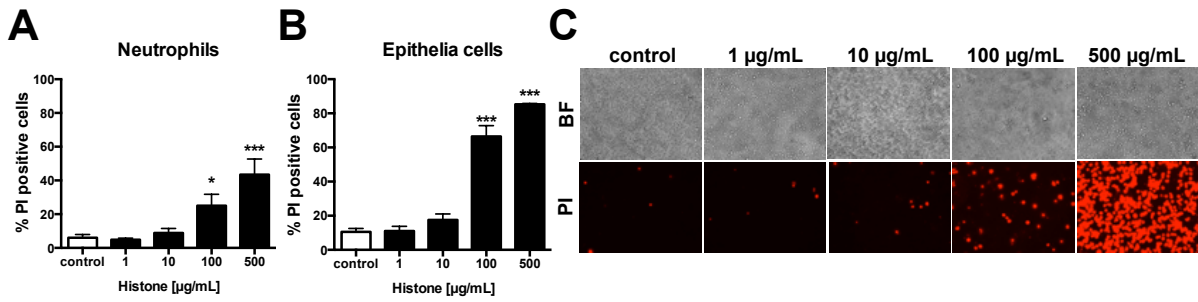 A
Neutrophils
% PI positive cells
100
80
60
40
20
0
*
***
control 1 10 100 500
Histone [µg/mL]
B
Epithelia cells
% PI positive cells
100
80
60
40
20
0
***
***
control 1 10 100 500
Histone [µg/mL]
C
control 1 µg/mL 10 µg/mL 100 µg/mL 500 µg/mL
BF
PI